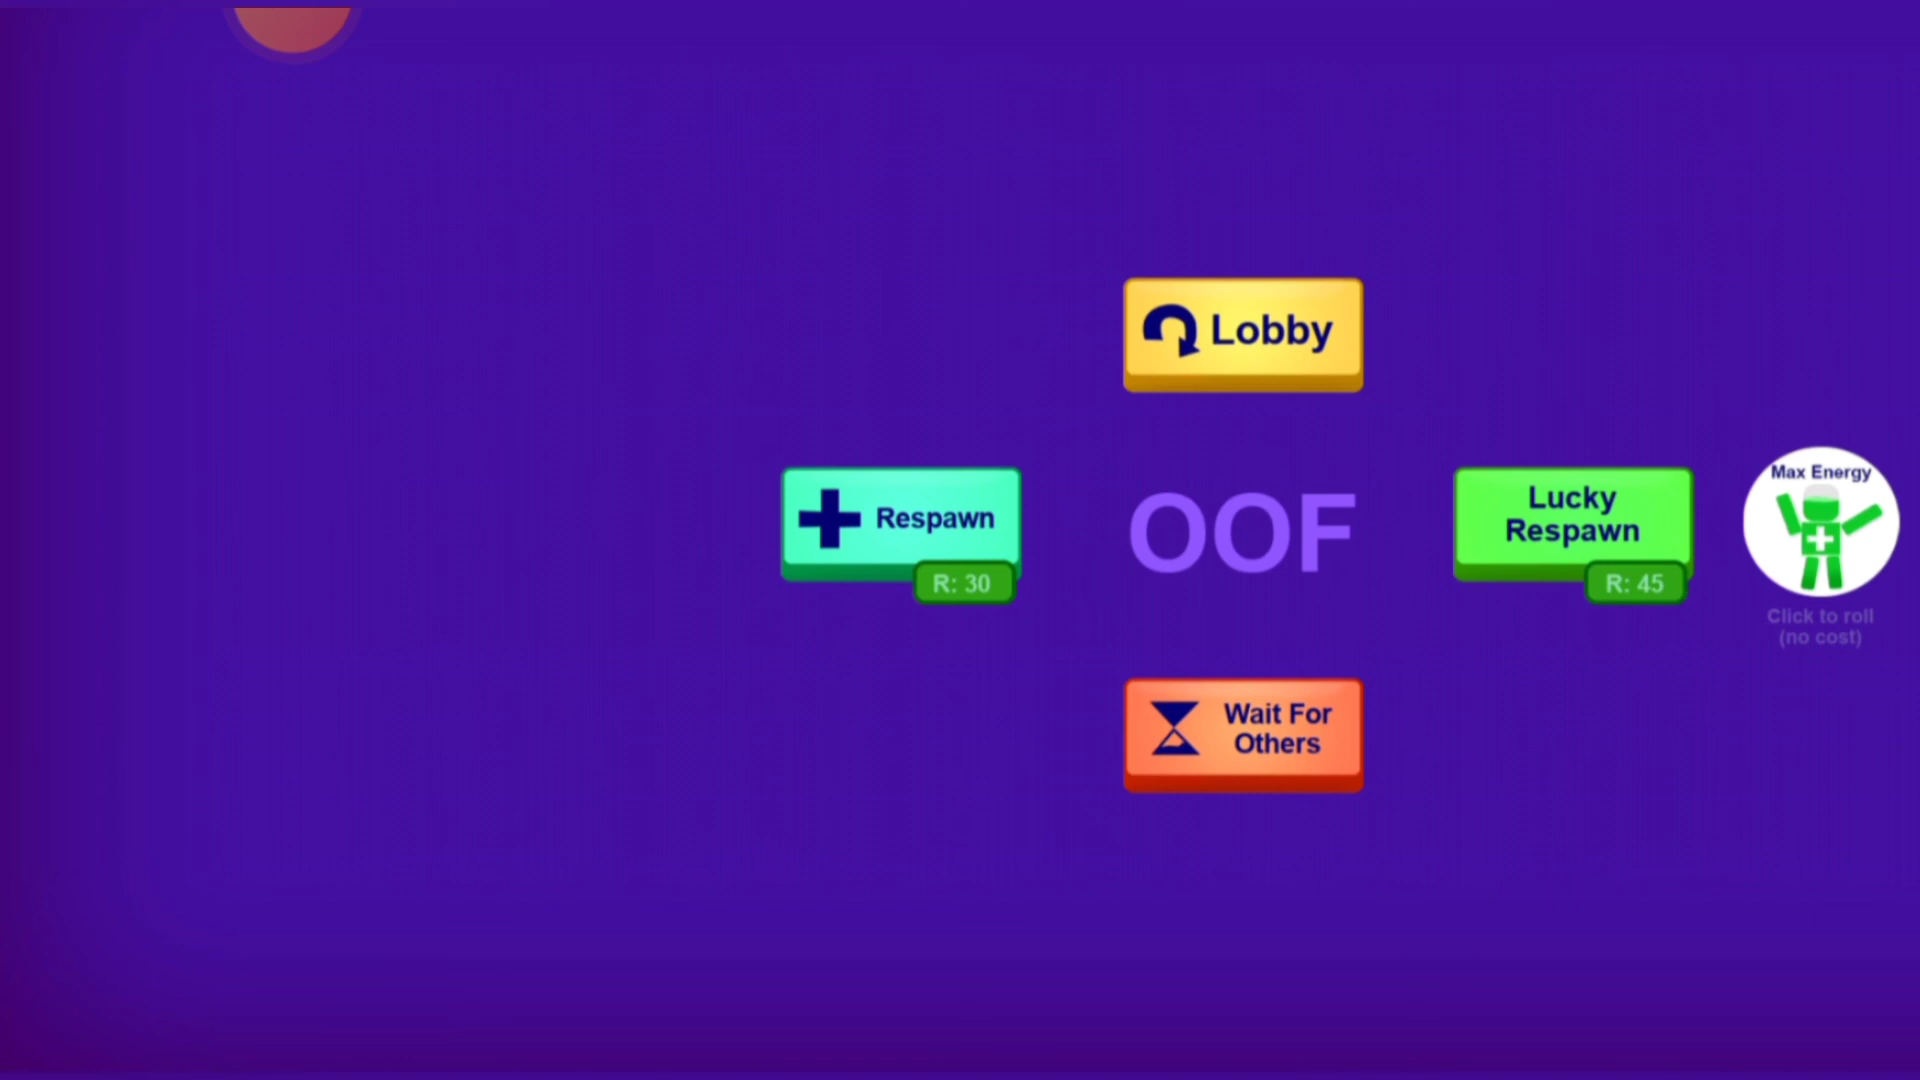 Lobby
Respawn
R: 30
OOF
Lucky
Respawn
R: 45
Max Energy
Click to roll
(no cost)
Wait For
Others